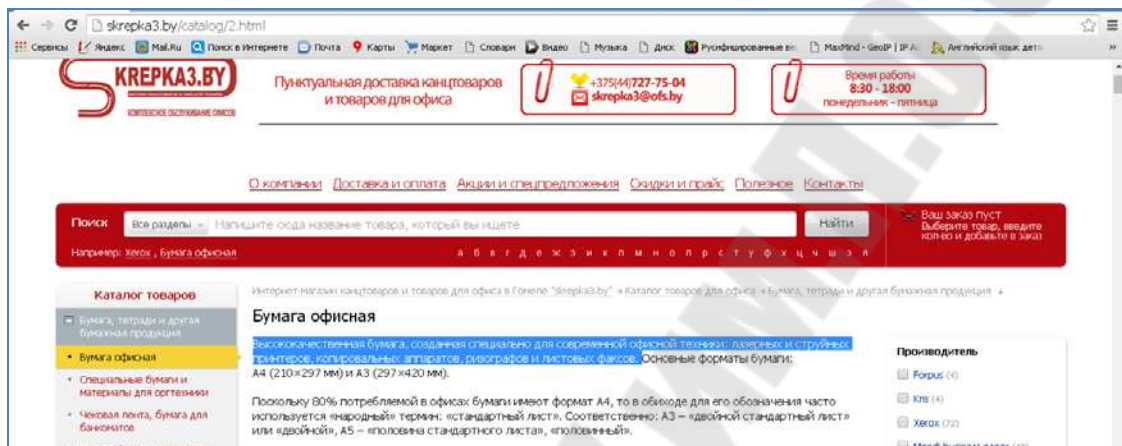 skrepka3.by/catalog/2.html
Сервисы Яндекс Mail.Ru Поиск в Интернете Почта Карты Маркет Словари Видео Музыка Диск Русифицированные MaxMind - GeoIP | IP A Английский язык детя
KREPKA3.BY
КОМПЛЕКСНОЕ ОБСЛУЖИВАНИЕ ОФИСОВ
Пунктуальная доставка канцтоваров
и товаров для офиса
+375(44)727-75-04
skrepka3@ofs.by
Время работы
8:30 - 18:00
понедельник - пятница
О компании Доставка и оплата Акции и спецпредложения Скидки и прайс Полезное Контакты
Поиск Все разделы Напишите сюда название товара, который вы ищете Найти
Например: Xerox , Бумага офисная
а б в г д е ж з и к л м н о п р с т у ф х ц ч ш э я
Ваш заказ пуст
Выберите товар, введите
кол-во и добавьте в заказ
Каталог товаров
Бумага, тетради и другая
бумажная продукция
Бумага офисная
Специальные бумаги и
материалы для оргтехники
Чековая лента, бумага для
банкоматов
Интернет-магазин канцтоваров и товаров для офиса в Гомеле "skrepka3.by" Каталог товаров для офиса Бумага, тетради и другая бумажная продукция
Бумага офисная
Высококачественная бумага, созданная специально для современной офисной техники: лазерных и струйных
принтеров, копировальных аппаратов, ризографов и листовых факсов. Основные форматы бумаги:
А4 (210×297 мм) и А3 (297×420 мм).
Поскольку 80% потребляемой в офисах бумаги имеют формат А4, то в обиходе для его обозначения часто
используется «народный» термин: «стандартный лист». Соответственно: А3 – «двойной стандартный лист»
или «двойной», А5 – «половина стандартного листа», «половинный».
Производитель
Forpus (4)
Kris (4)
Xerox (72)